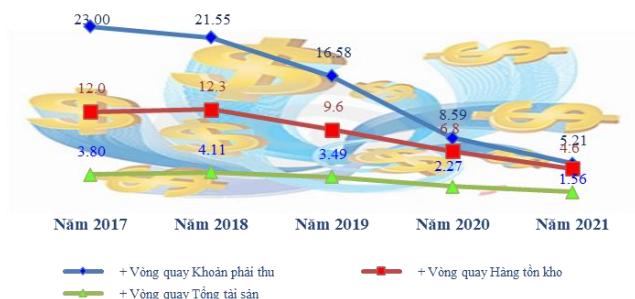 23.00 21.55 16.58 8.59 5.21
12.0 12.3 9.6 6.8 4.6
3.80 4.11 3.49 2.27 1.56
Năm 2017 Năm 2018 Năm 2019 Năm 2020 Năm 2021
+ Vòng quay Khoản phải thu + Vòng quay Hàng tồn kho
+ Vòng quay Tổng tài sản